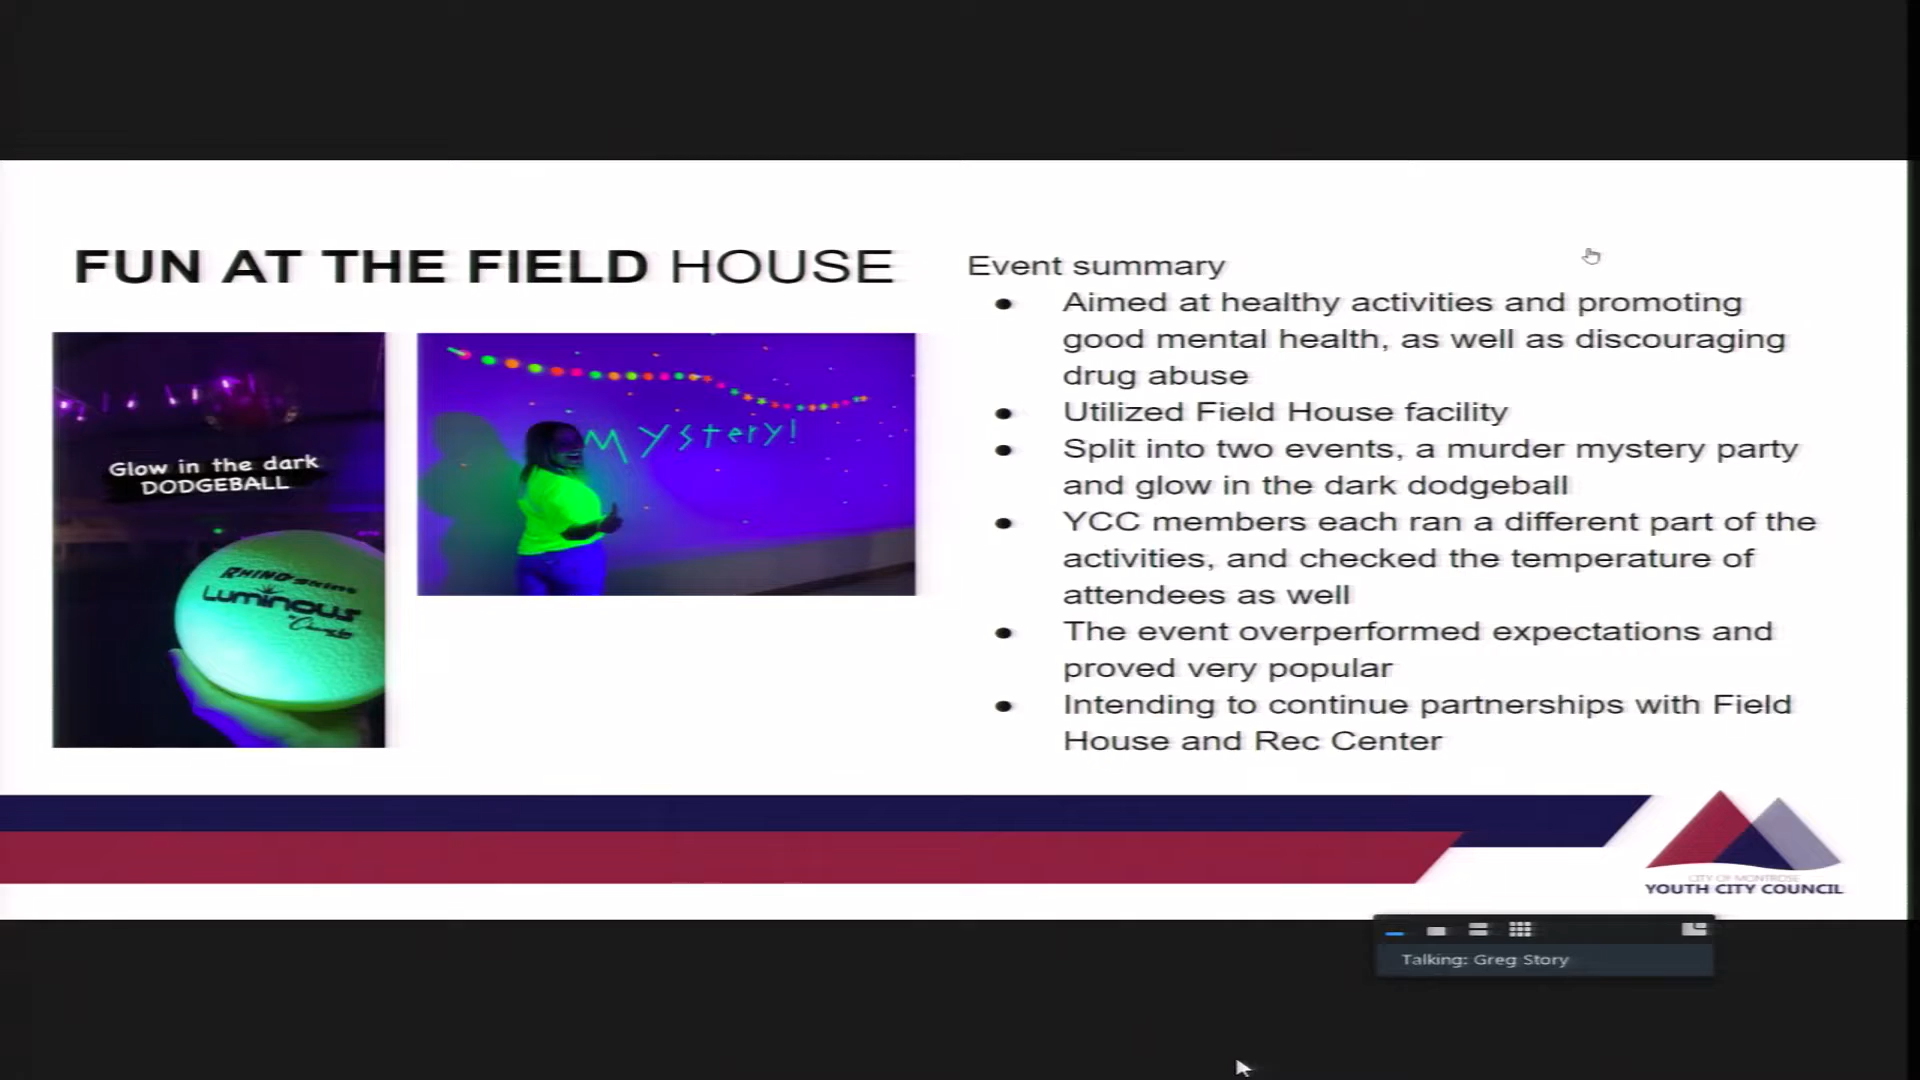 FUN AT THE FIELD HOUSE
Glow in the dark
DODGEBALL
RHINO skin
Luminous
Mystery!
Event summary
● Aimed at healthy activities and promoting
good mental health, as well as discouraging
drug abuse
● Utilized Field House facility
● Split into two events, a murder mystery party
and glow in the dark dodgeball
● YCC members each ran a different part of the
activities, and checked the temperature of
attendees as well
● The event overperformed expectations and
proved very popular
● Intending to continue partnerships with Field
House and Rec Center
CITY OF MONTROSE
YOUTH CITY COUNCIL
Talking: Greg Story